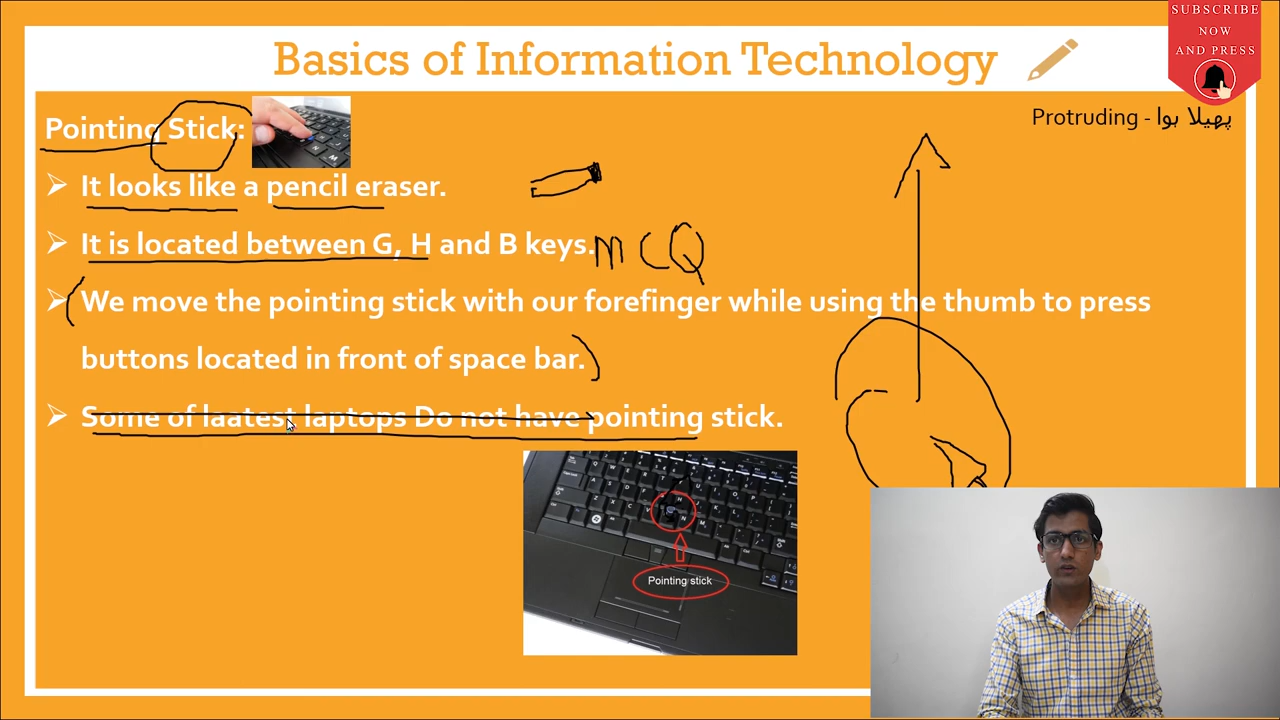 SUBSCRIBE
NOW
AND PRESS
Basics of Information Technology
Protruding - پھیلا ہوا
Pointing Stick:
It looks like a pencil eraser.
It is located between G, H and B keys. MCQ
We move the pointing stick with our forefinger while using the thumb to press
buttons located in front of space bar.
Some of laatest laptops Do not have pointing stick.
Pointing stick